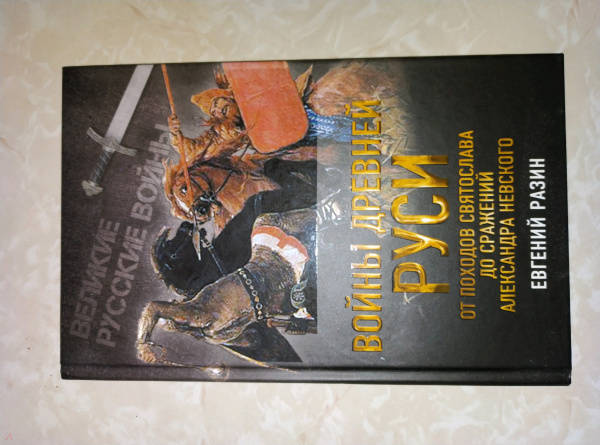 ВЕЛИКИЕ
РУССКИЕ ВОЙНЫ
ВОЙНЫ ДРЕВНЕЙ
РУСИ
ОТ ПОХОДОВ СВЯТОСЛАВА
ДО СРАЖЕНИЙ
АЛЕКСАНДРА НЕВСКОГО
ЕВГЕНИЙ РАЗИН